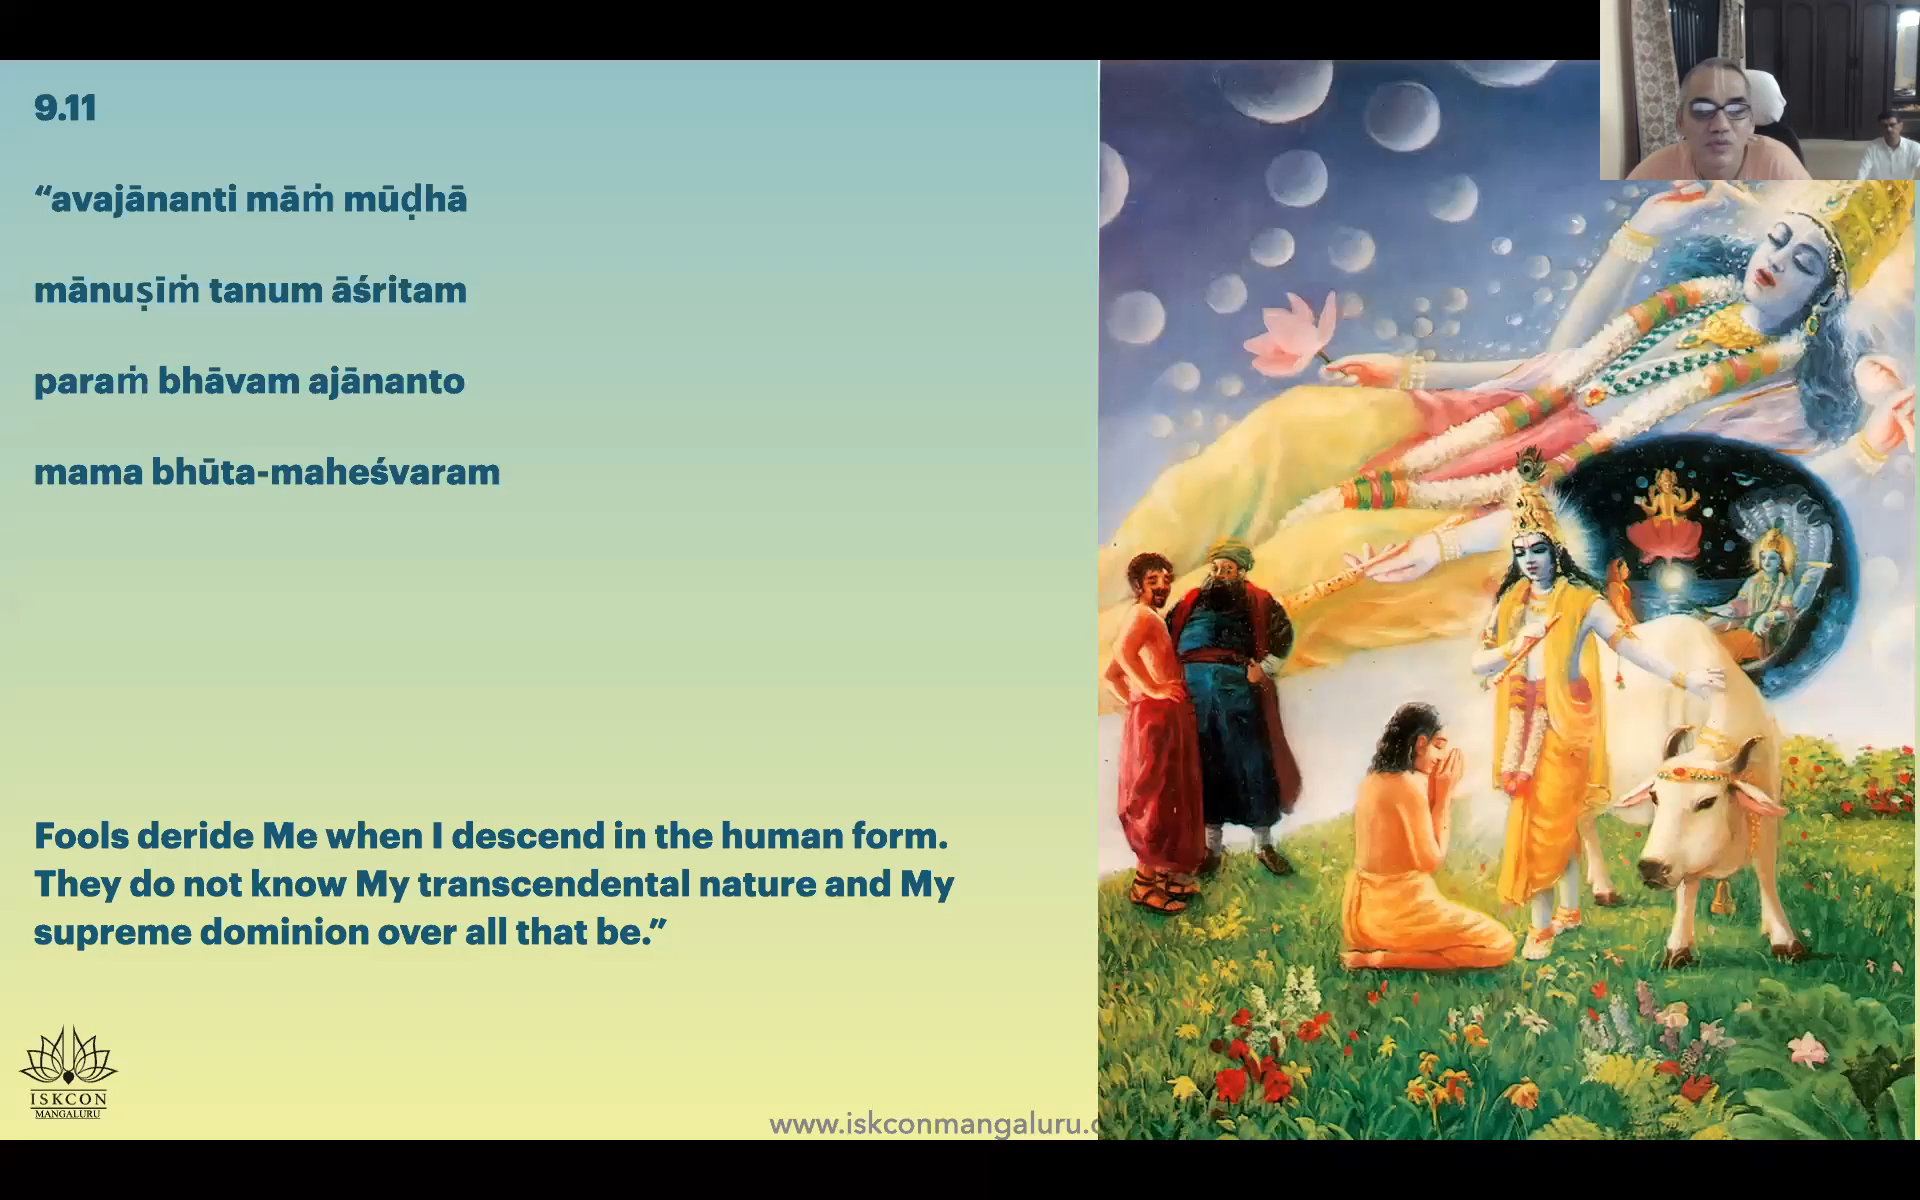 9.11
“avajānanti māṁ mūḍhā
mānuṣīṁ tanum āśritam
paraṁ bhāvam ajānanto
mama bhūta-maheśvaram
Fools deride Me when I descend in the human form.
They do not know My transcendental nature and My
supreme dominion over all that be.”
ISKCON
MANGALURU
www.iskconmangaluru.c